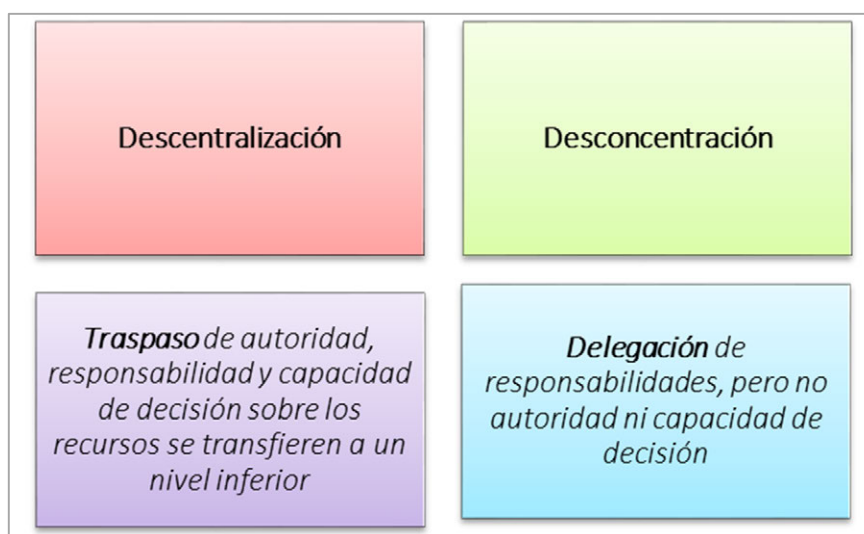 Descentralización
Desconcentración
Traspaso de autoridad,
responsabilidad y capacidad
de decisión sobre los
recursos se transfieren a un
nivel inferior
Delegación de
responsabilidades, pero no
autoridad ni capacidad de
decisión